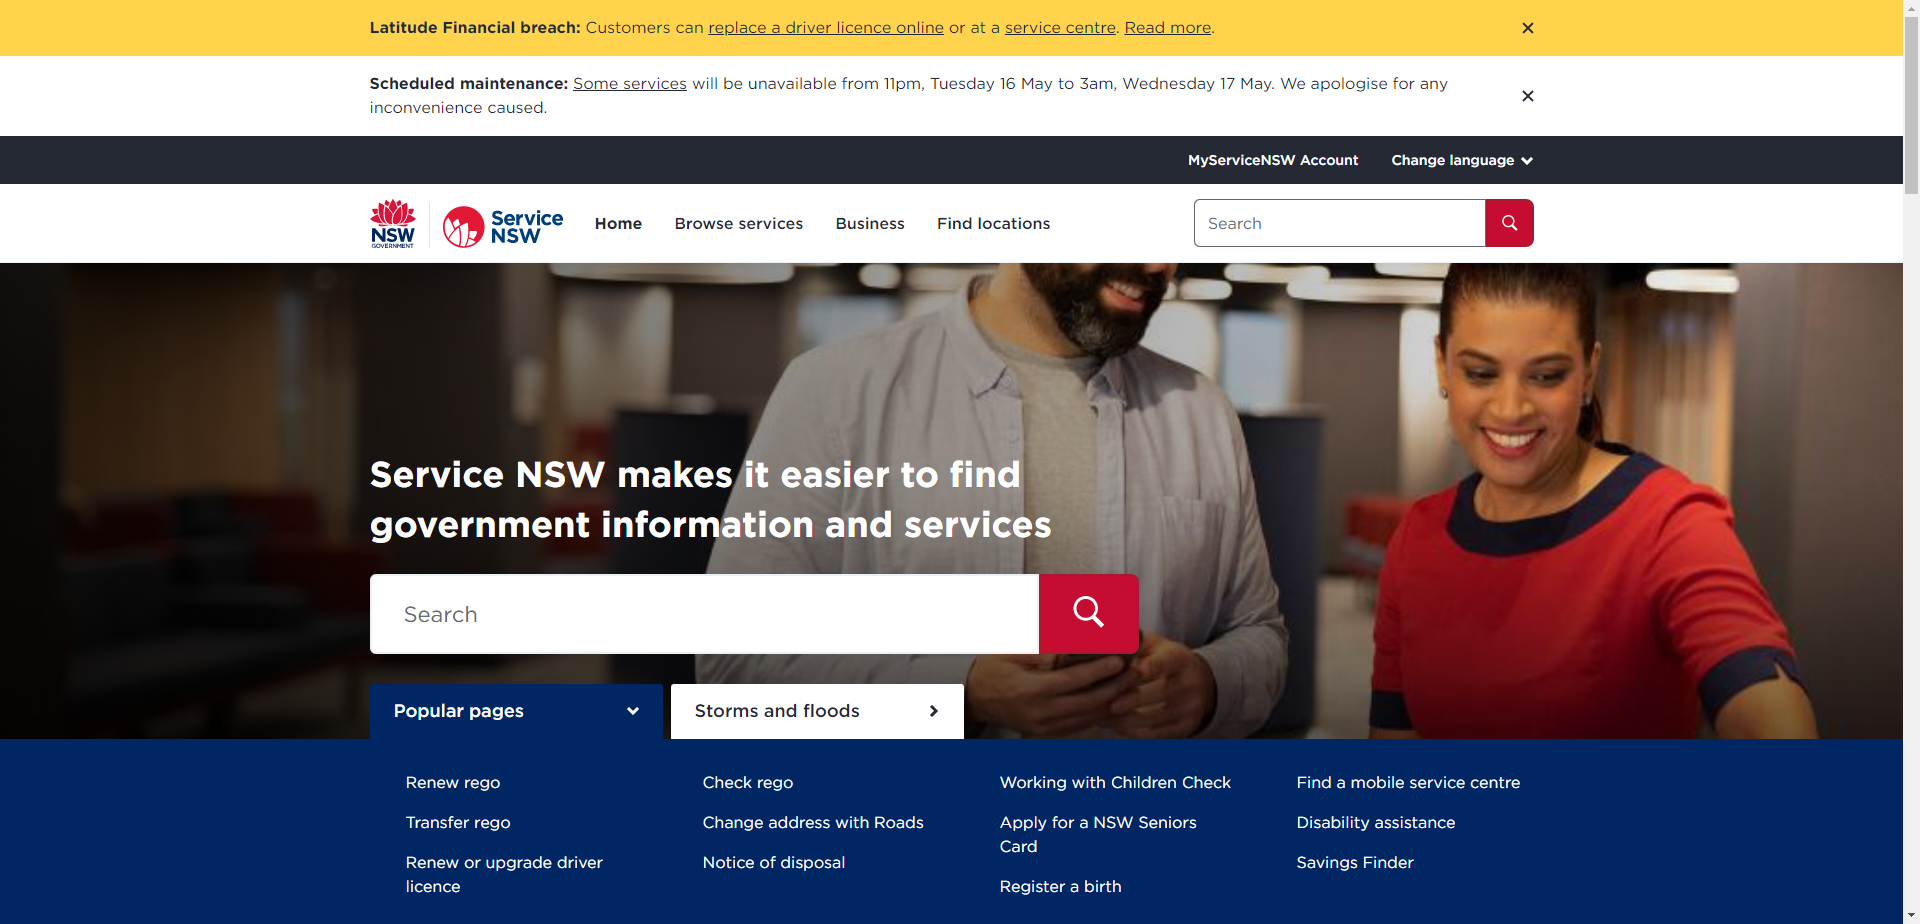 Latitude Financial breach: Customers can replace a driver licence online or at a service centre. Read more.
Scheduled maintenance: Some services will be unavailable from 11pm, Tuesday 16 May to 3am, Wednesday 17 May. We apologise for any
inconvenience caused.
MyServiceNSW Account
Change language
NSW
GOVERNMENT
Service
NSW
Home
Browse services
Business
Find locations
Search
Service NSW makes it easier to find
government information and services
Search
Popular pages
Storms and floods
Renew rego
Transfer rego
Renew or upgrade driver
licence
Check rego
Change address with Roads
Notice of disposal
Working with Children Check
Apply for a NSW Seniors
Card
Register a birth
Find a mobile service centre
Disability assistance
Savings Finder